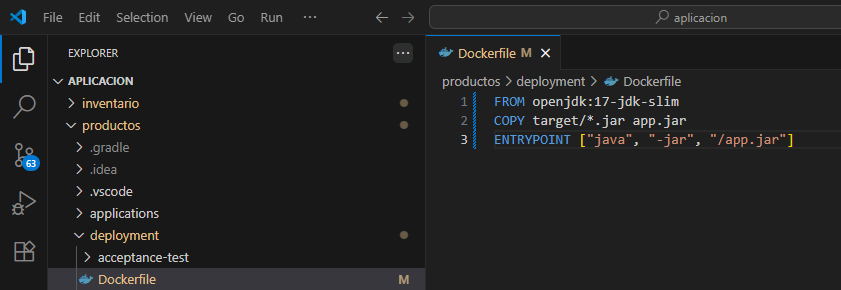 File Edit Selection View Go Run ...
aplicacion
EXPLORER
...
APLICACION
inventario
productos
.gradle
.idea
.vscode
applications
deployment
acceptance-test
Dockerfile M
63
Dockerfile M
productos > deployment > Dockerfile
1 FROM openjdk:17-jdk-slim
2 COPY target/*.jar app.jar
3 ENTRYPOINT ["java", "-jar", "/app.jar"]